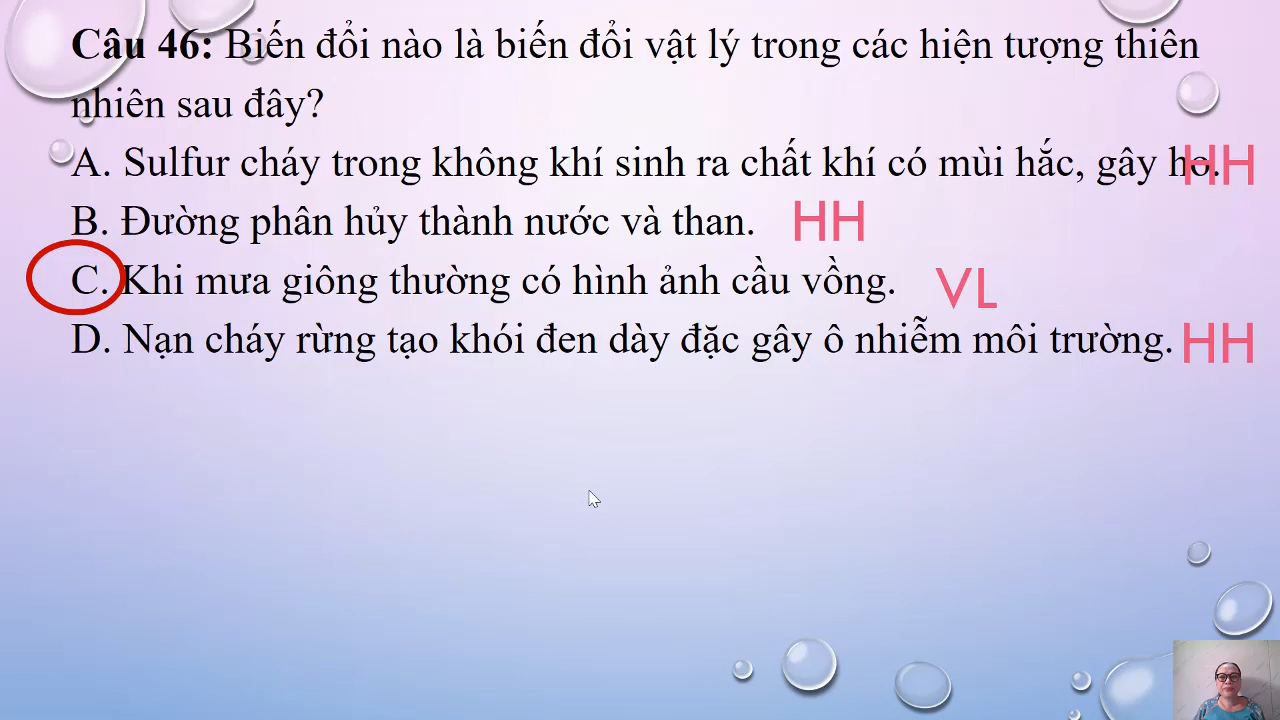 Câu 46: Biến đổi nào là biến đổi vật lý trong các hiện tượng thiên
nhiên sau đây?
A. Sulfur cháy trong không khí sinh ra chất khí có mùi hắc, gây ho. HH
B. Đường phân hủy thành nước và than. HH
C. Khi mưa giông thường có hình ảnh cầu vồng. VL
D. Nạn cháy rừng tạo khói đen dày đặc gây ô nhiễm môi trường. HH